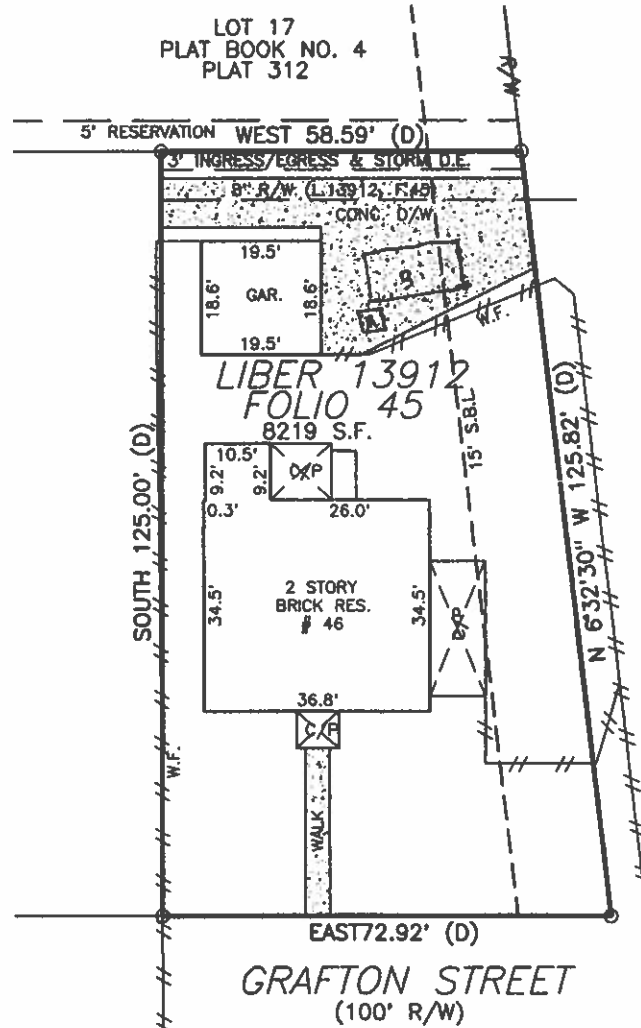 LOT 17
PLAT BOOK NO. 4
PLAT 312
R/W
5' RESERVATION WEST 58.59' (D)
3' INGRESS/EGRESS & STORM D.E.
8' R/W (L.13912, F.45)
CONC. D/W
19.5'
18.6'
GAR.
18.6'
19.5'
B
A
W.F.
LIBER 13912
FOLIO 45
8219 S.F.
15' S.B.L.
SOUTH 125.00' (D)
N 6°32'30" W 125.82' (D)
10.5'
9.2'
9.2'
D/P
0.3'
26.0'
34.5'
2 STORY
BRICK RES.
# 46
34.5'
36.8'
C/P
W.F.
WALK
EAST72.92' (D)
GRAFTON STREET
(100' R/W)